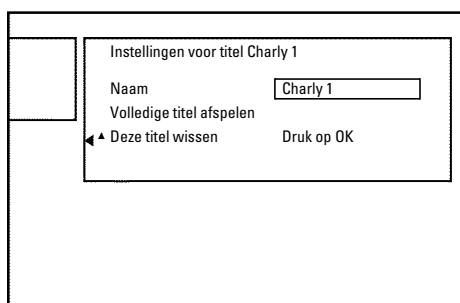 Instellingen voor titel Charly 1
Naam Charly 1
Volledige titel afspelen
Deze titel wissen Druk op OK